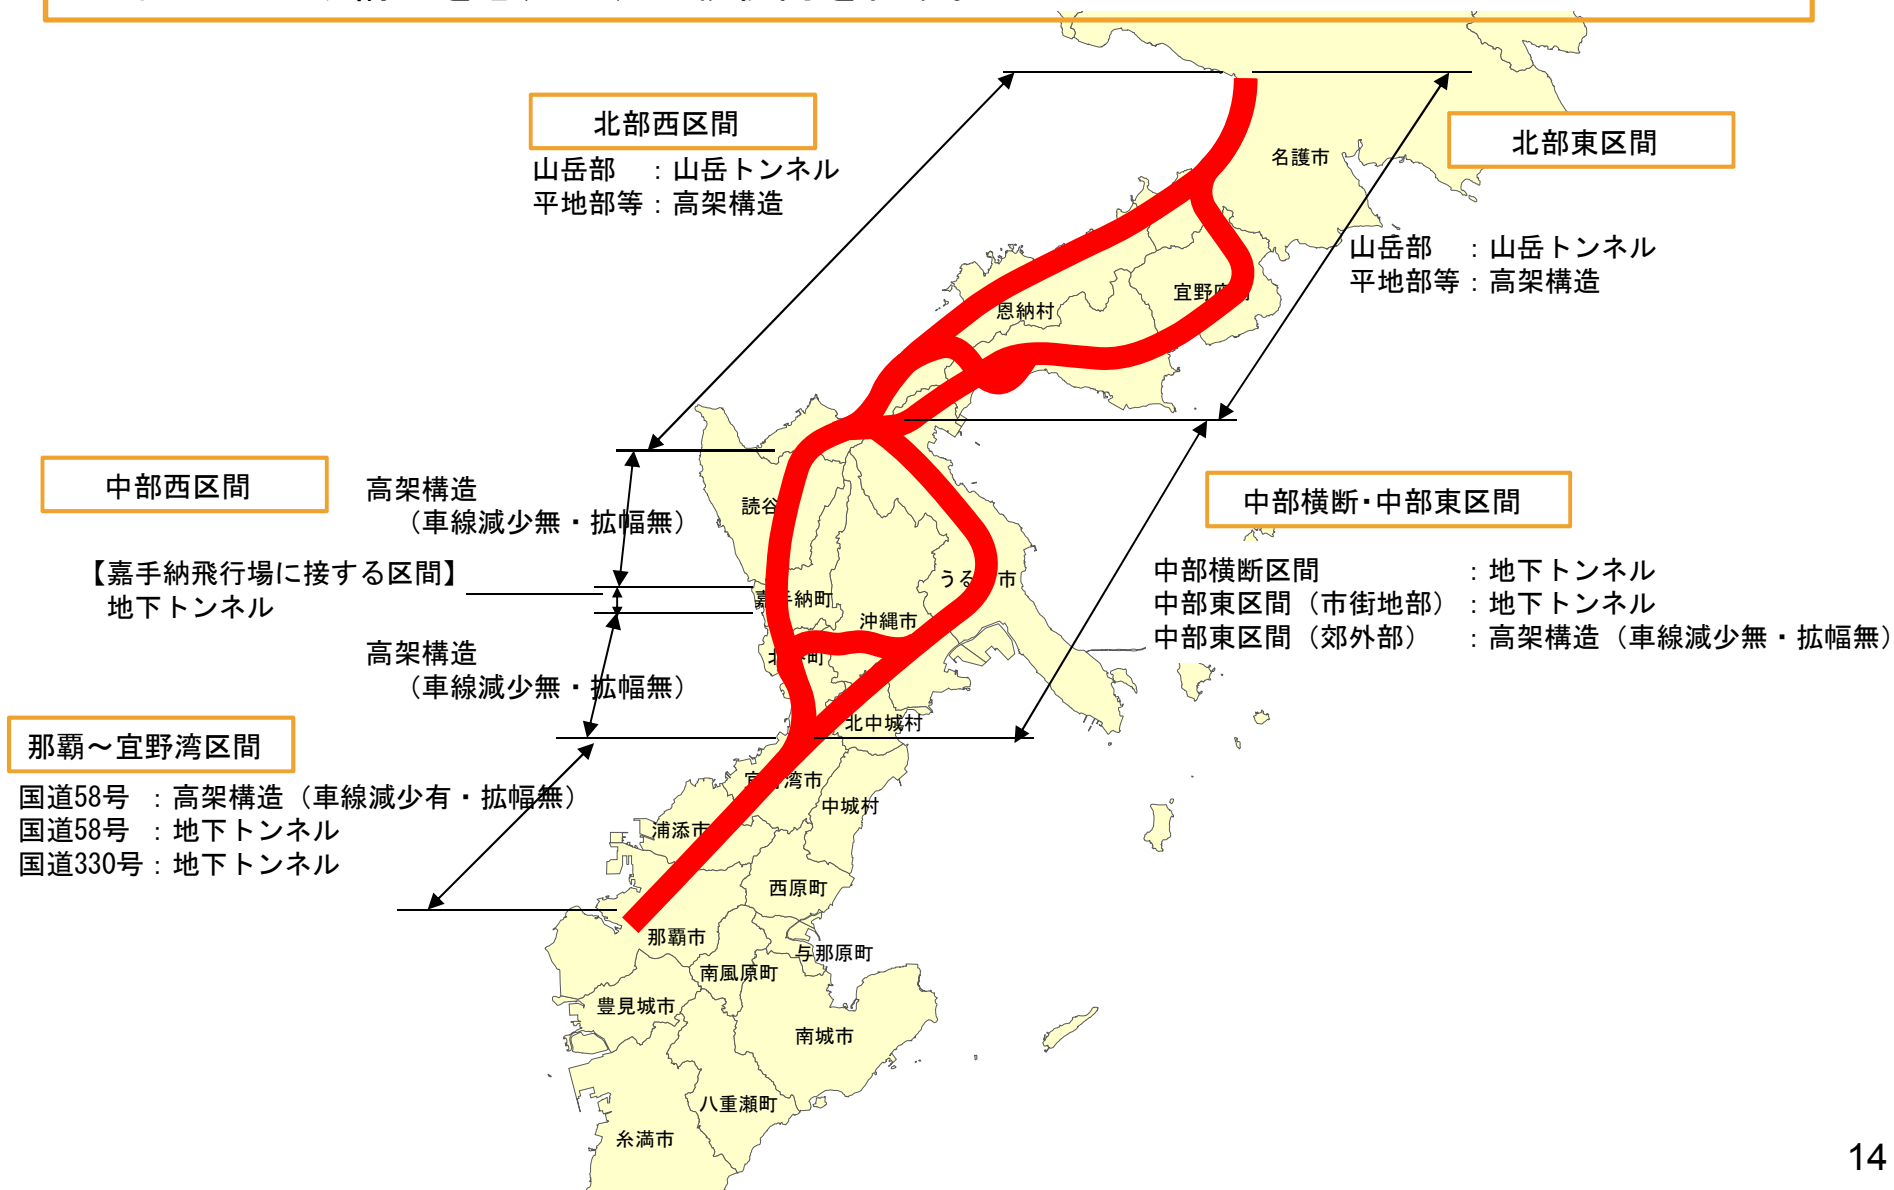 北部西区間
山岳部　：山岳トンネル
平地部等：高架構造
北部東区間
山岳部　：山岳トンネル
平地部等：高架構造
名護市
恩納村
中部西区間
高架構造
（車線減少無・拡幅無）
【嘉手納飛行場に接する区間】
地下トンネル
高架構造
（車線減少無・拡幅無）
中部横断・中部東区間
中部横断区間　　　　　：地下トンネル
中部東区間（市街地部）：地下トンネル
中部東区間（郊外部）　：高架構造（車線減少無・拡幅無）
沖縄市
北中城村
那覇～宜野湾区間
国道58号　：高架構造（車線減少有・拡幅無）
国道58号　：地下トンネル
国道330号：地下トンネル
中城村
浦添市
西原町
那覇市
与那原町
南風原町
豊見城市
南城市
八重瀬町
糸満市
14